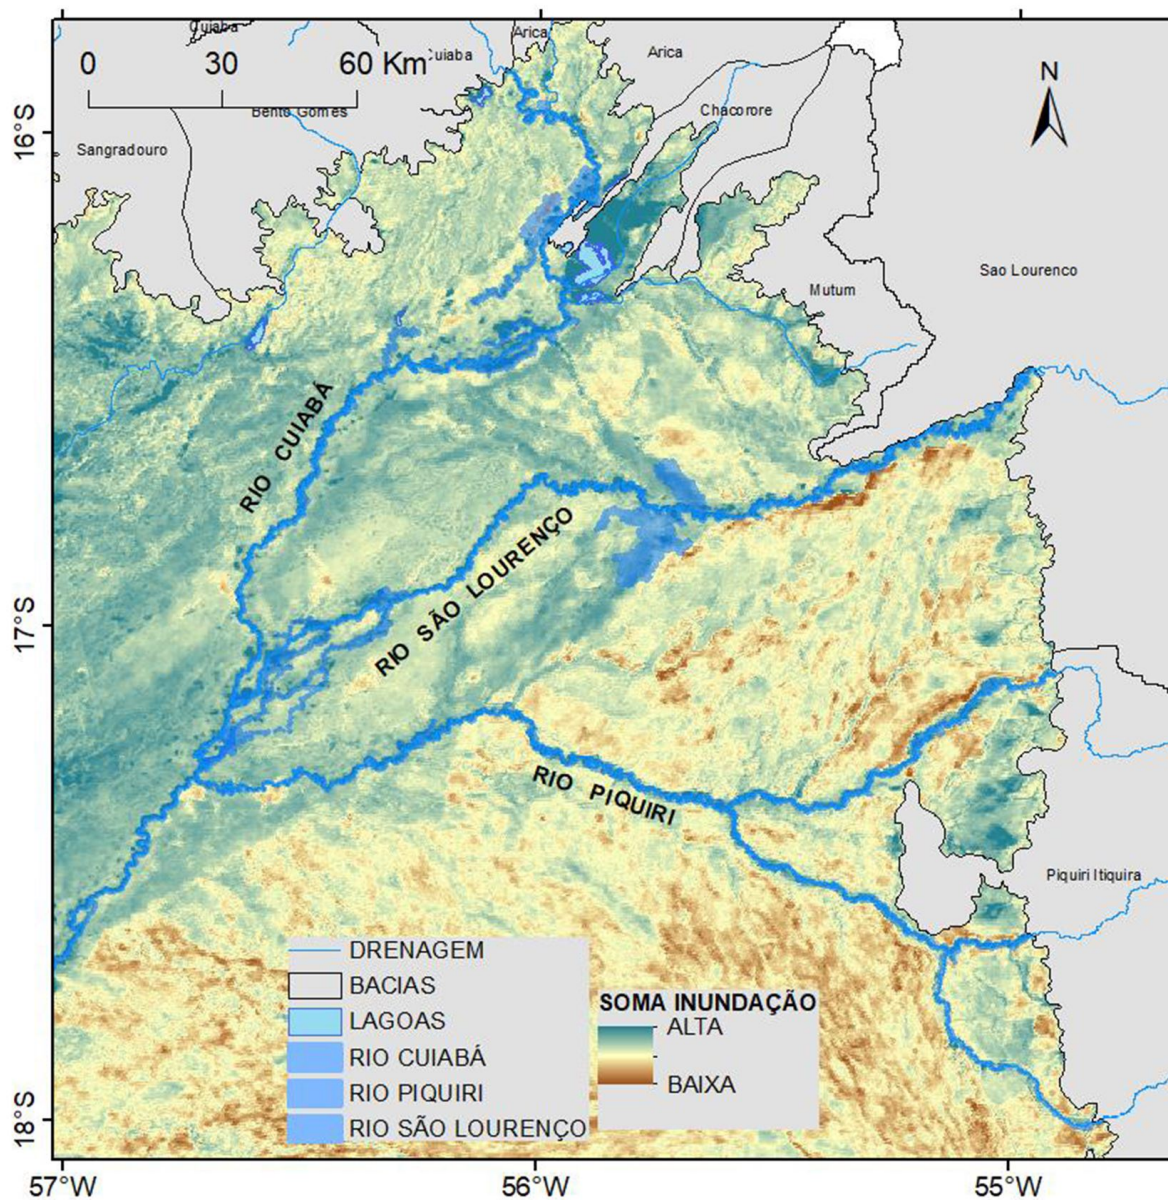 Cuiaba
Arica
Cuiaba
Arica
0 30 60 Km
N
Bento Gomes
Chacorore
16°S
Sangradouro
Sao Lourenco
Mutum
RIO CUIABÁ
RIO SÃO LOURENÇO
17°S
RIO PIQUIRI
Piquiri Itiquira
DRENAGEM
BACIAS
LAGOAS
RIO CUIABÁ
RIO PIQUIRI
RIO SÃO LOURENÇO
SOMA INUNDAÇÃO
ALTA
BAIXA
18°S
57°W 56°W 55°W